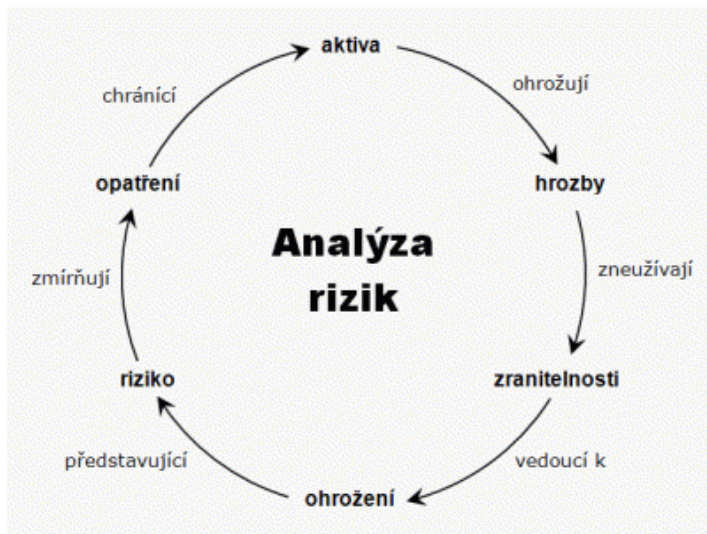 aktiva
chránící
ohrožují
opatření
hrozby
Analýza
rizik
zmírňují
zneužívají
riziko
zranitelnosti
představující
vedoucí k
ohrožení